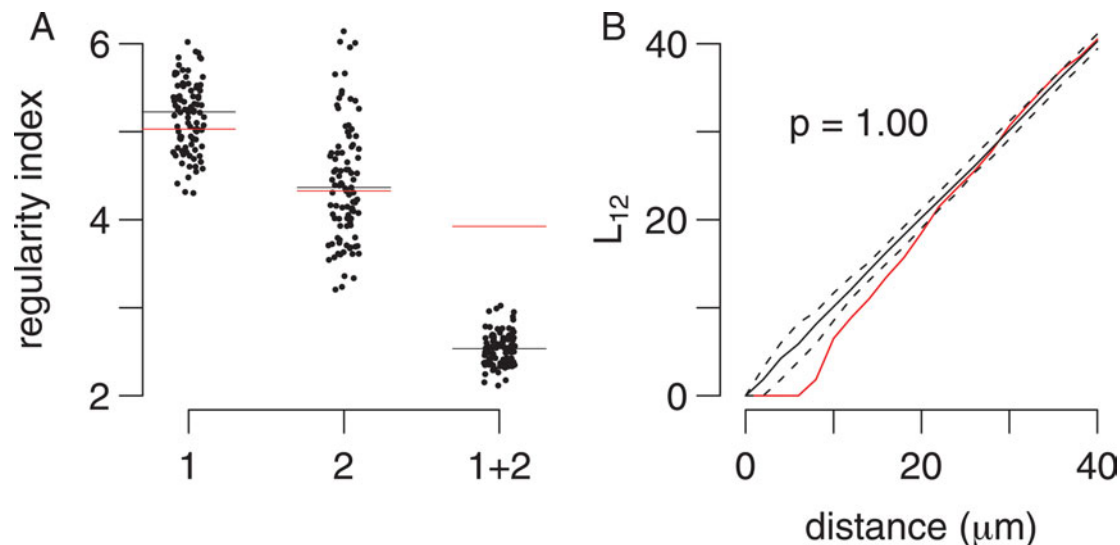 A
regularity index
6
4
2
1 2 1+2
B
L12
40
20
0
p = 1.00
0 20 40
distance (μm)